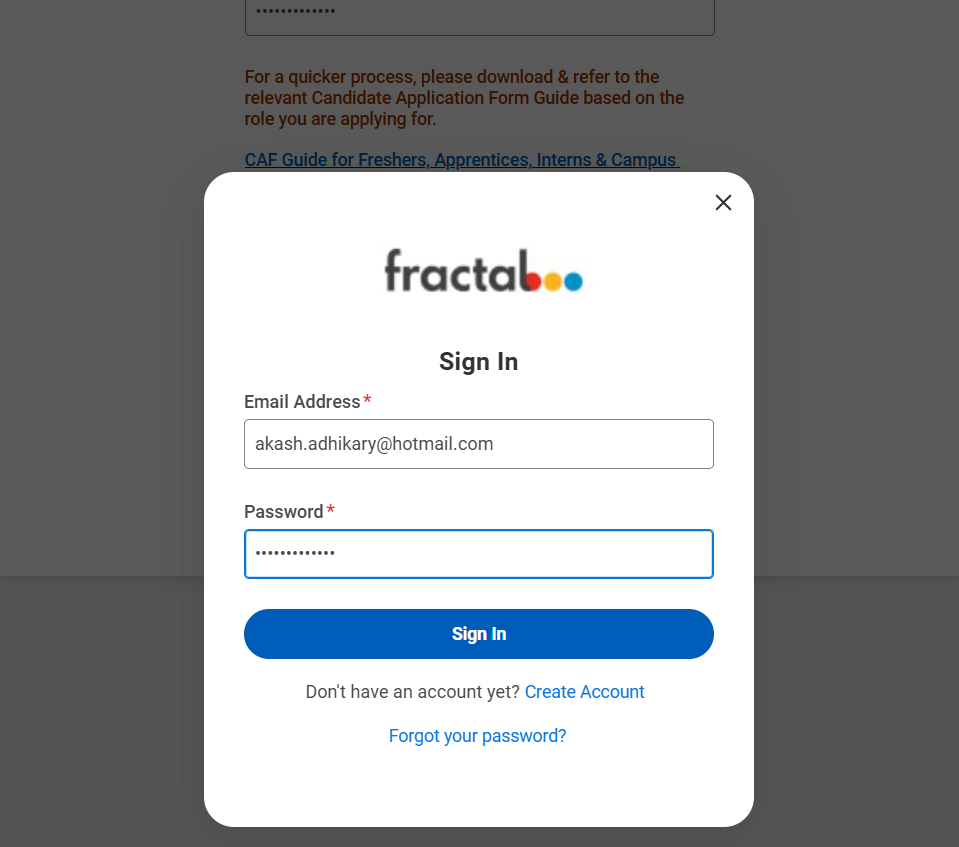 •••••••••••••
For a quicker process, please download & refer to the
relevant Candidate Application Form Guide based on the
role you are applying for.
CAF Guide for Freshers, Apprentices, Interns & Campus
fractal
Sign In
Email Address*
akash.adhikary@hotmail.com
Password*
•••••••••••••
Sign In
Don't have an account yet? Create Account
Forgot your password?